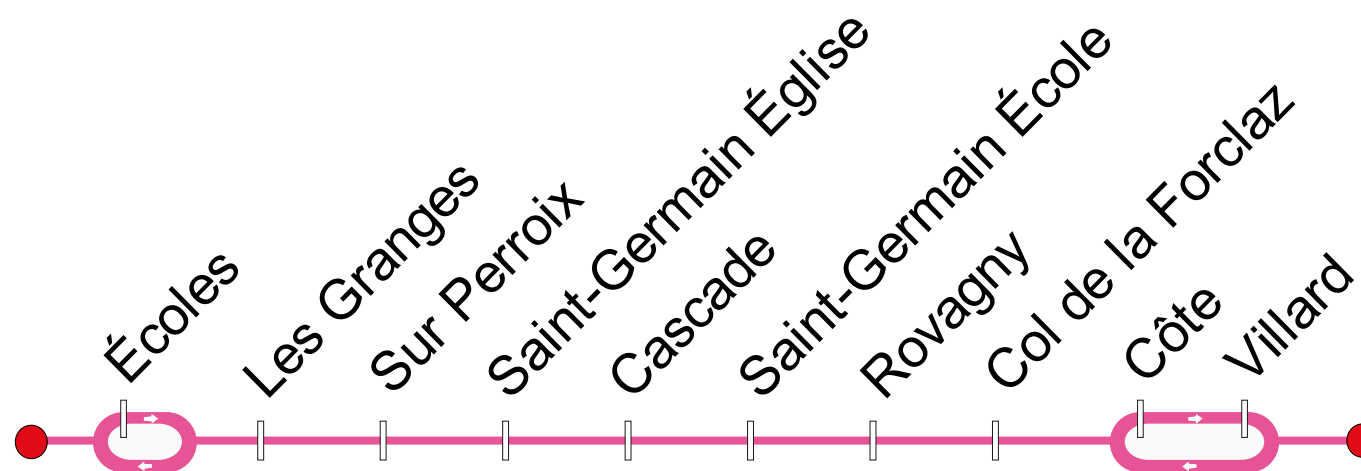 Écoles
Les Granges
Sur Perroix
Saint-Germain Église
Cascade
Saint-Germain École
Rovagny
Col de la Forclaz
Côte
Villard